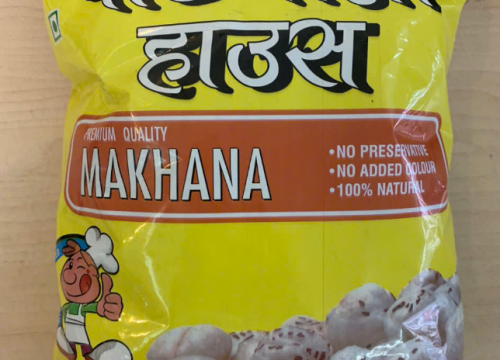 हाउस
PREMIUM QUALITY
MAKHANA
•NO PRESERVATIVE
•NO ADDED COLOUR
•100% NATURAL